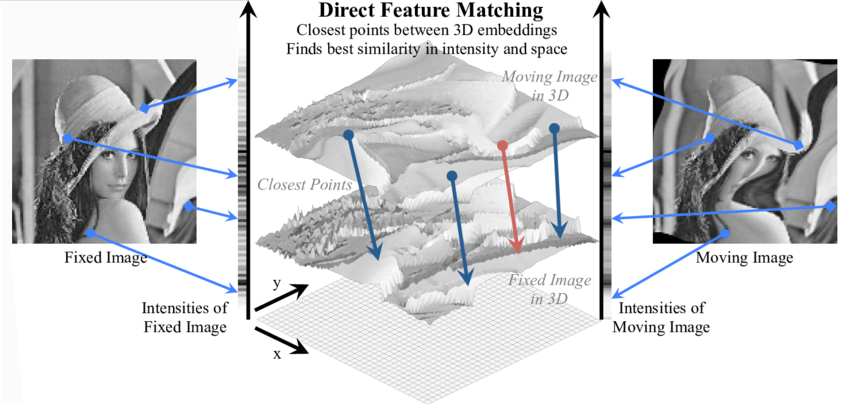 Direct Feature Matching
Closest points between 3D embeddings
Finds best similarity in intensity and space
Moving Image
in 3D
Closest Points
Fixed Image
Moving Image
Fixed Image
in 3D
y
x
Intensities of
Fixed Image
Intensities of
Moving Image